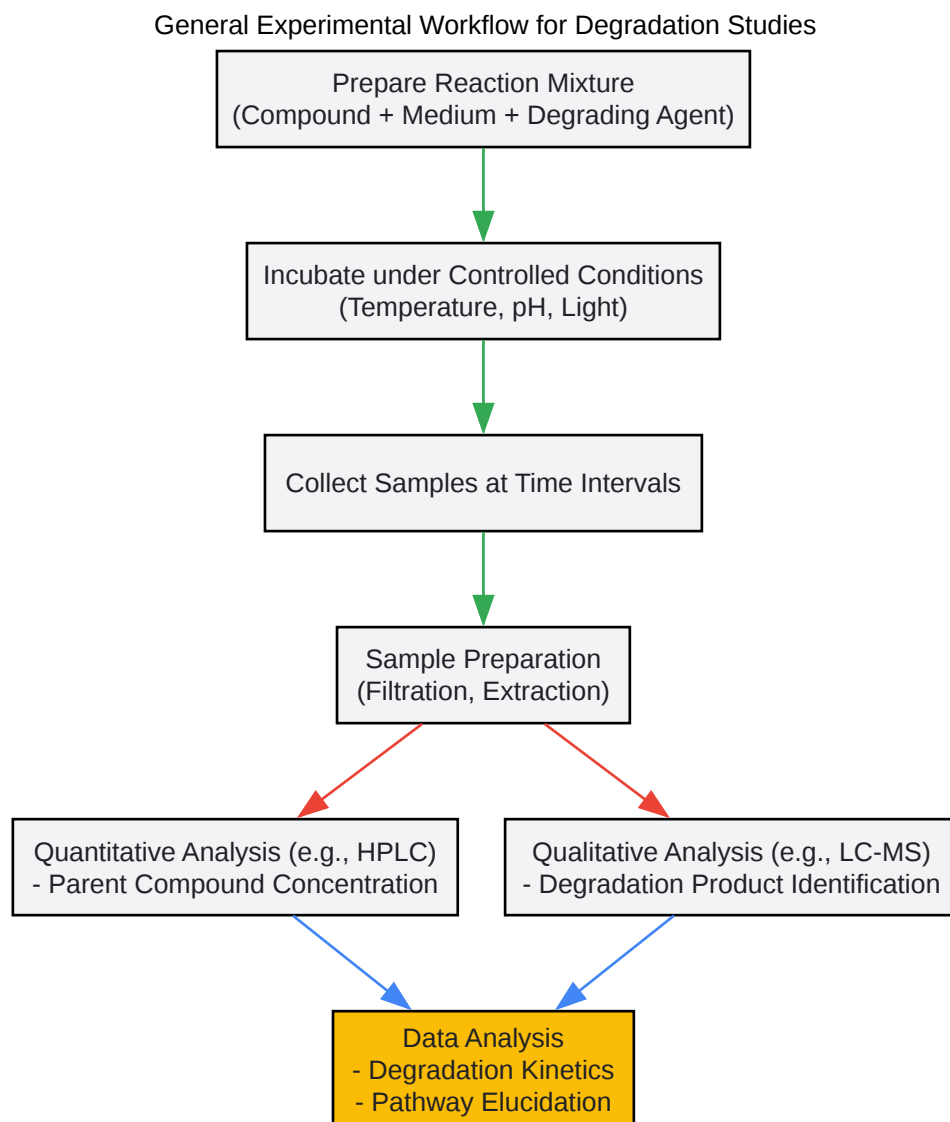 General Experimental Workflow for Degradation Studies
Prepare Reaction Mixture
(Compound + Medium + Degrading Agent)
Incubate under Controlled Conditions
(Temperature, pH, Light)
Collect Samples at Time Intervals
Sample Preparation
(Filtration, Extraction)
Quantitative Analysis (e.g., HPLC)
- Parent Compound Concentration
Qualitative Analysis (e.g., LC-MS)
- Degradation Product Identification
Data Analysis
- Degradation Kinetics
- Pathway Elucidation